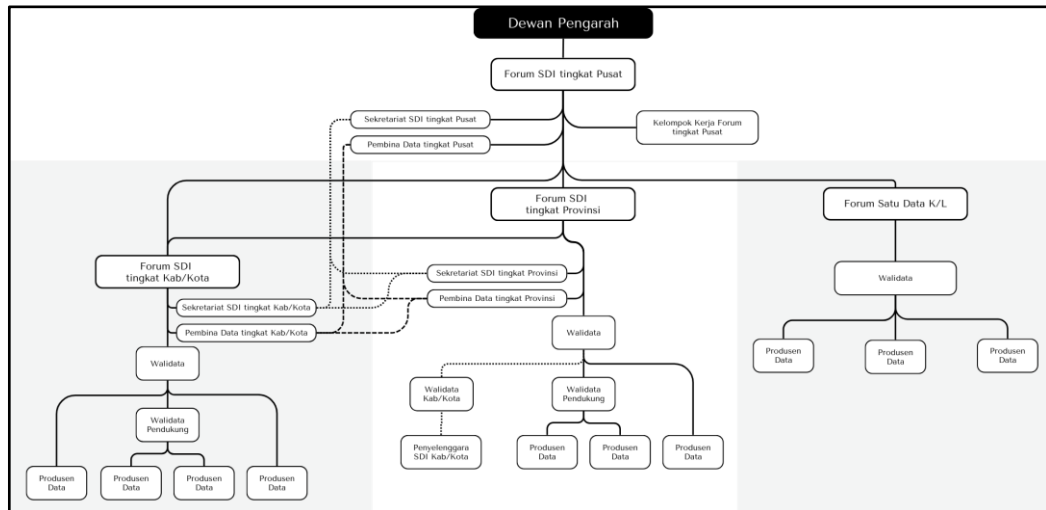 Dewan Pengarah
Forum SDI tingkat Pusat
Sekretariat SDI tingkat Pusat
Kelompok Kerja Forum
tingkat Pusat
Pembina Data tingkat Pusat
Forum SDI
tingkat Provinsi
Forum Satu Data K/L
Forum SDI
tingkat Kab/Kota
Sekretariat SDI tingkat Provinsi
Walidata
Pembina Data tingkat Provinsi
Sekretariat SDI tingkat Kab/Kota
Pembina Data tingkat Kab/Kota
Walidata
Walidata
Produsen
Data
Produsen
Data
Produsen
Data
Walidata
Kab/Kota
Walidata
Pendukung
Walidata
Pendukung
Penyelenggara
SDI Kab/Kota
Produsen
Data
Produsen
Data
Produsen
Data
Produsen
Data
Produsen
Data
Produsen
Data
Produsen
Data